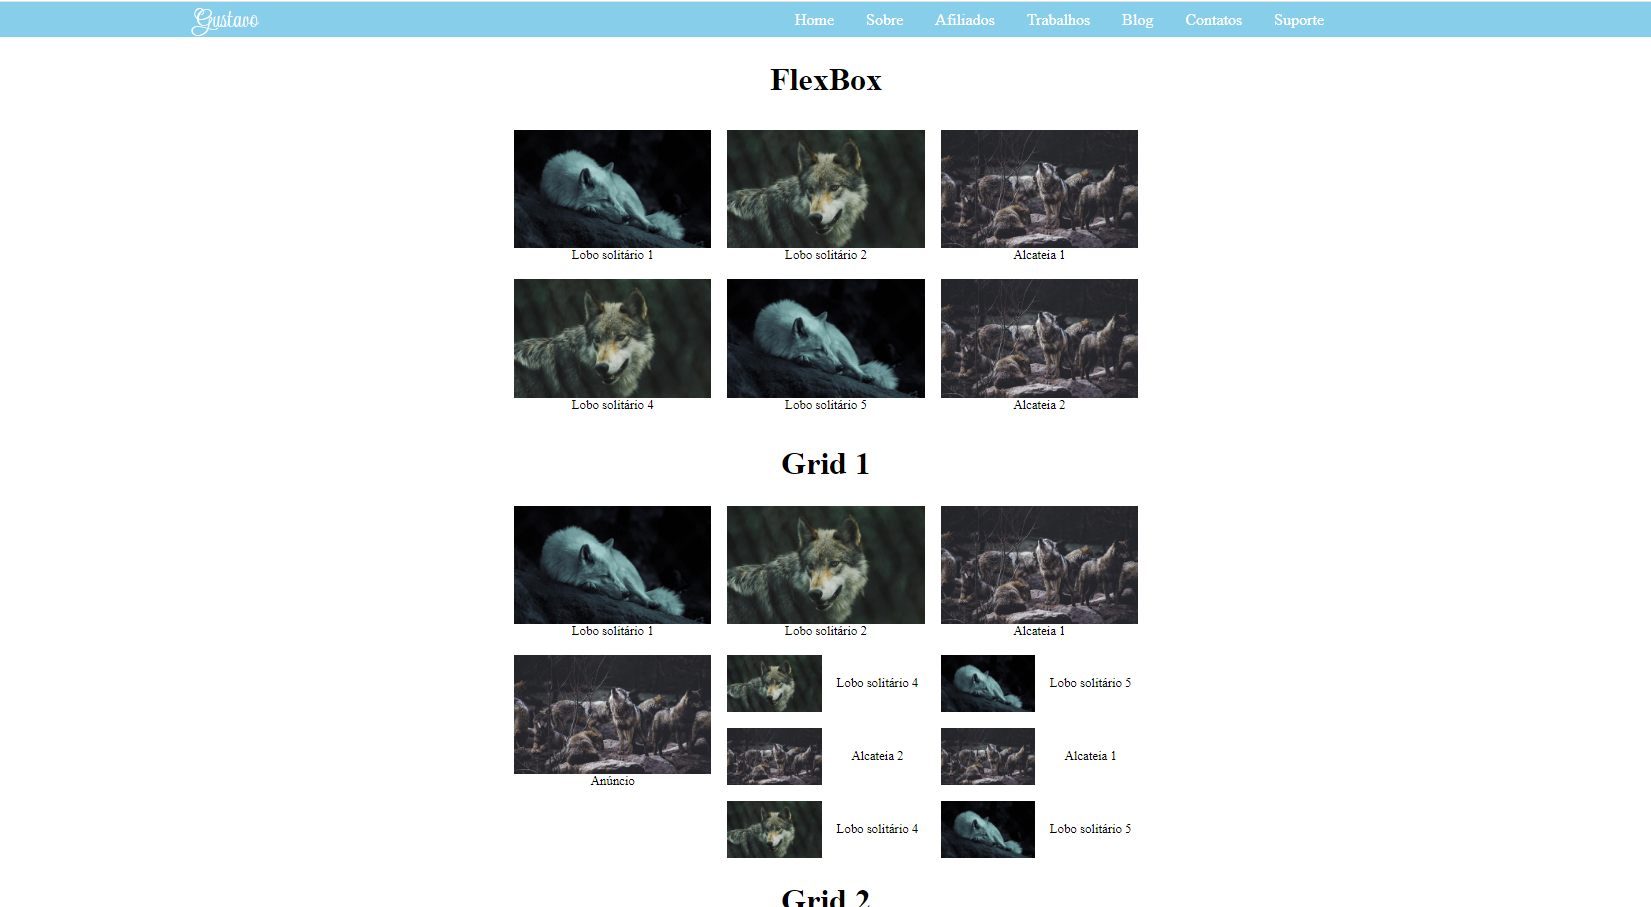 Gustavo
Home Sobre Afiliados Trabalhos Blog Contatos Suporte
FlexBox
Lobo solitário 1
Lobo solitário 2
Alcateia 1
Lobo solitário 4
Lobo solitário 5
Alcateia 2
Grid 1
Lobo solitário 1
Lobo solitário 2
Alcateia 1
Anúncio
Lobo solitário 4
Lobo solitário 5
Alcateia 2
Alcateia 1
Lobo solitário 4
Lobo solitário 5
Grid 2